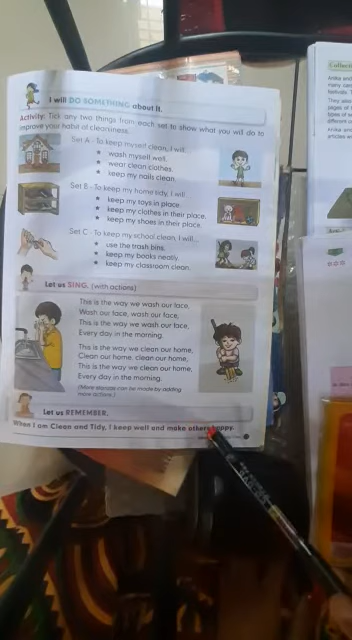 I will DO SOMETHING about it.
Activity: Tick any two things from each set to show what you will do to
improve your habit of cleanliness.
Set A - To keep myself clean, I will...
★ wash myself well.
★ wear clean clothes.
★ keep my nails clean.
Set B - To keep my home tidy, I will...
★ keep my toys in place.
★ keep my clothes in their place.
★ keep my shoes in their place.
Set C - To keep my school clean, I will...
★ use the trash bins.
★ keep my books neatly.
★ keep my classroom clean.
Let us SING. (with actions)
This is the way we wash our face,
Wash our face, wash our face,
This is the way we wash our face,
Every day in the morning.
This is the way we clean our home,
Clean our home, clean our home,
This is the way we clean our home,
Every day in the morning.
(More stanzas can be made by adding
more actions.)
Let us REMEMBER.
When I am Clean and Tidy, I keep well and make others happy.